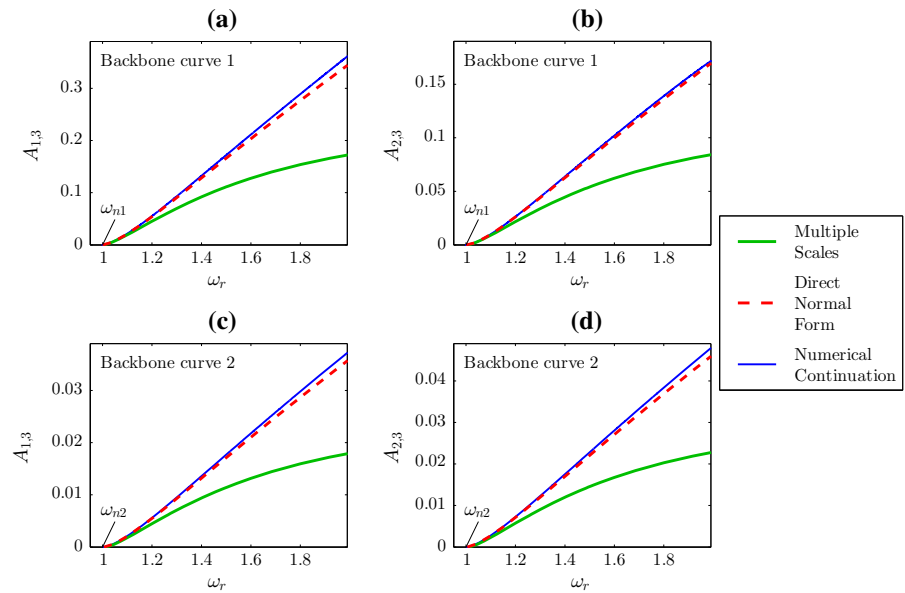 (a)
Backbone curve 1
0.3
0.2
0.1
0
A1,3
ωn1
1 1.2 1.4 1.6 1.8
ωr
(b)
Backbone curve 1
0.15
0.10
0.05
0
A2,3
ωn1
1 1.2 1.4 1.6 1.8
ωr
(c)
Backbone curve 2
0.03
0.02
0.01
0
A1,3
ωn2
1 1.2 1.4 1.6 1.8
ωr
(d)
Backbone curve 2
0.04
0.03
0.02
0.01
0
A2,3
ωn2
1 1.2 1.4 1.6 1.8
ωr
Multiple
Scales
Direct
Normal
Form
Numerical
Continuation